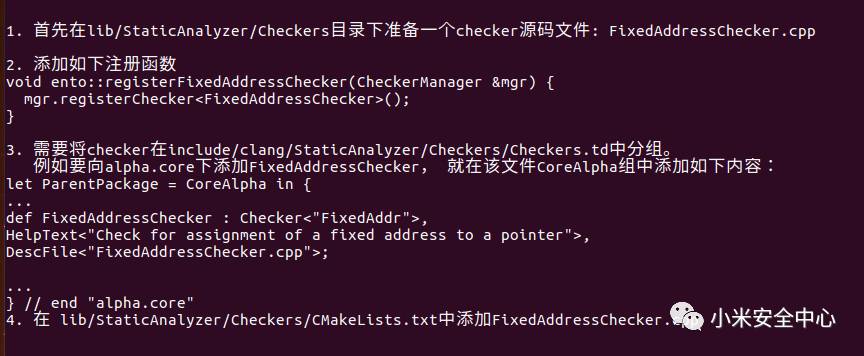 1. 首先在lib/StaticAnalyzer/Checkers目录下准备一个checker源码文件: FixedAddressChecker.cpp
2. 添加如下注册函数
void ento::registerFixedAddressChecker(CheckerManager &mgr) {
  mgr.registerChecker<FixedAddressChecker>();
}
3. 需要将checker在include/clang/StaticAnalyzer/Checkers/Checkers.td中分组。
   例如要向alpha.core下添加FixedAddressChecker， 就在该文件CoreAlpha组中添加如下内容：
let ParentPackage = CoreAlpha in {
...
def FixedAddressChecker : Checker<"FixedAddr">,
HelpText<"Check for assignment of a fixed address to a pointer">,
DescFile<"FixedAddressChecker.cpp">;
...
} // end "alpha.core"
4. 在 lib/StaticAnalyzer/Checkers/CMakeLists.txt中添加FixedAddressChecker.cpp
小米安全中心